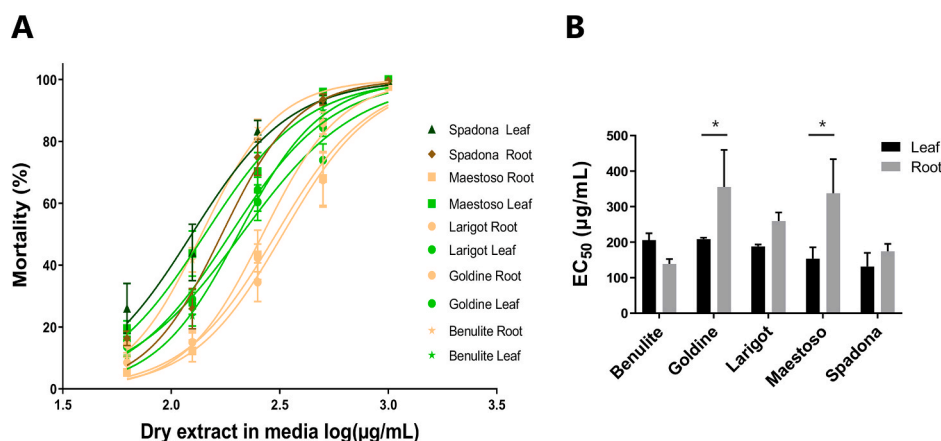 A
Mortality (%)
100
80
60
40
20
0
1.5 2.0 2.5 3.0 3.5
Dry extract in media log(µg/mL)
Spadona Leaf
Spadona Root
Maestoso Root
Maestoso Leaf
Larigot Root
Larigot Leaf
Goldine Root
Goldine Leaf
Benulite Root
Benulite Leaf
B
EC50 (µg/mL)
500
400
300
200
100
0
* *
Leaf
Root
Benulite
Goldine
Larigot
Maestoso
Spadona